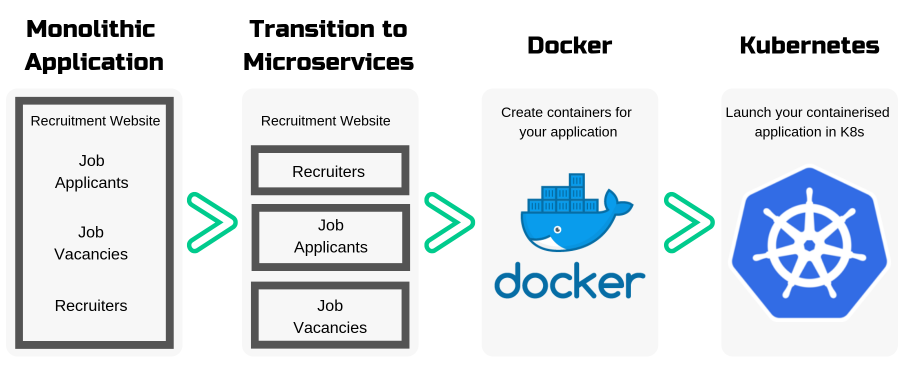 Monolithic
Application
Recruitment Website
Job
Applicants
Job
Vacancies
Recruiters
Transition to
Microservices
Recruitment Website
Recruiters
Job
Applicants
Job
Vacancies
Docker
Create containers for
your application
docker
Kubernetes
Launch your containerised
application in K8s